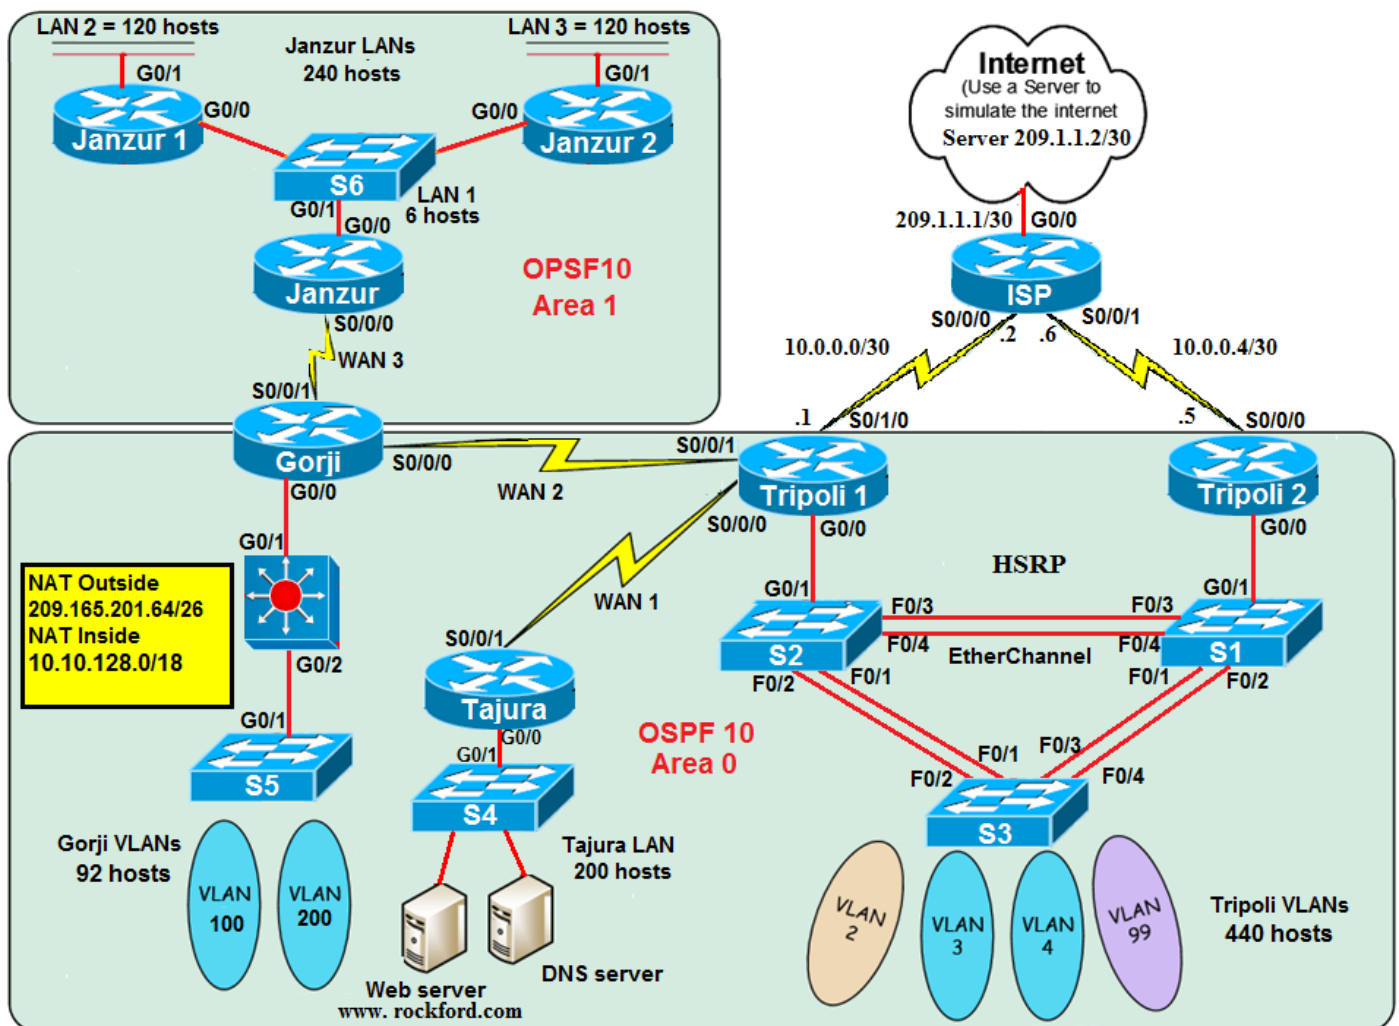 LAN 2 = 120 hosts
G0/1
G0/0
Janzur 1
Janzur LANs
240 hosts
LAN 3 = 120 hosts
G0/1
G0/0
Janzur 2
S6
LAN 1
6 hosts
G0/1
G0/0
Janzur
S0/0/0
WAN 3
OPSF10
Area 1
Internet
(Use a Server to
simulate the internet
Server 209.1.1.2/30
209.1.1.1/30
G0/0
ISP
S0/0/0
.2
.6
S0/0/1
10.0.0.0/30
10.0.0.4/30
.1
S0/1/0
.5
S0/0/0
S0/0/1
Gorji
S0/0/0
G0/0
WAN 2
S0/0/1
Tripoli 1
S0/0/0
G0/0
Tripoli 2
G0/0
HSRP
G0/1
NAT Outside
209.165.201.64/26
NAT Inside
10.10.128.0/18
G0/2
WAN 1
G0/1
S2
F0/3
F0/4
F0/2
F0/1
EtherChannel
F0/3
F0/4
G0/1
S1
F0/1
F0/2
S0/0/1
Tajura
G0/0
G0/1
S4
OSPF 10
Area 0
G0/1
S5
Gorji VLANs
92 hosts
VLAN
100
VLAN
200
Tajura LAN
200 hosts
Web server
www. rockford.com
DNS server
F0/1
F0/2
F0/3
F0/4
S3
VLAN
2
VLAN
3
VLAN
4
VLAN
99
Tripoli VLANs
440 hosts